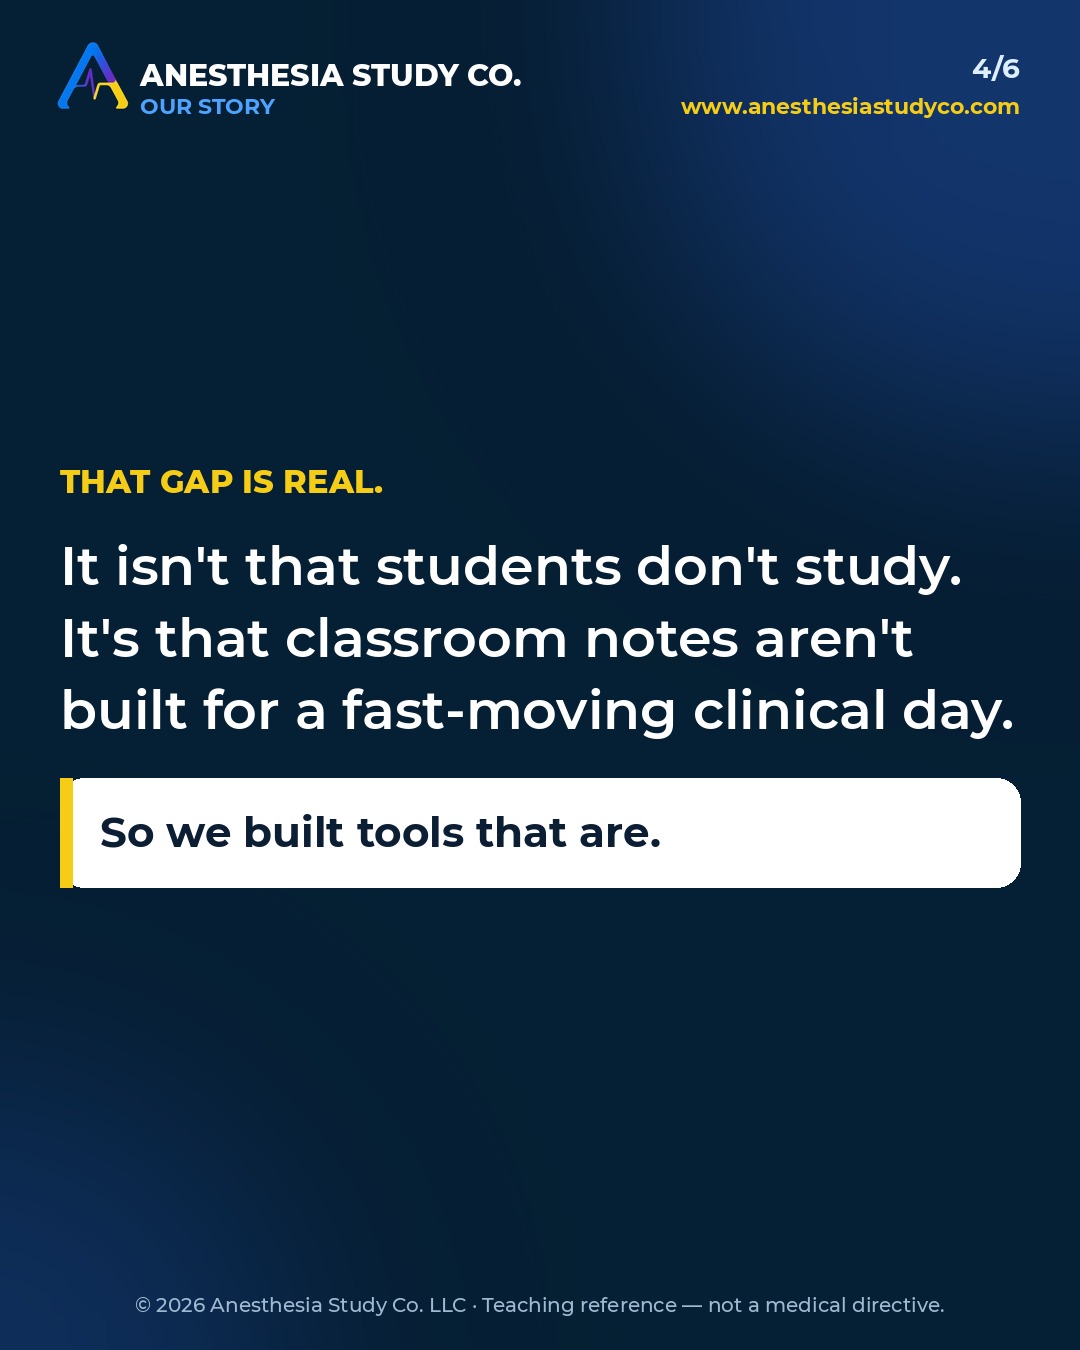 ANESTHESIA STUDY CO.
OUR STORY
4/6
www.anesthesiastudyco.com
THAT GAP IS REAL.
It isn't that students don't study.
It's that classroom notes aren't
built for a fast-moving clinical day.
So we built tools that are.
© 2026 Anesthesia Study Co. LLC · Teaching reference — not a medical directive.